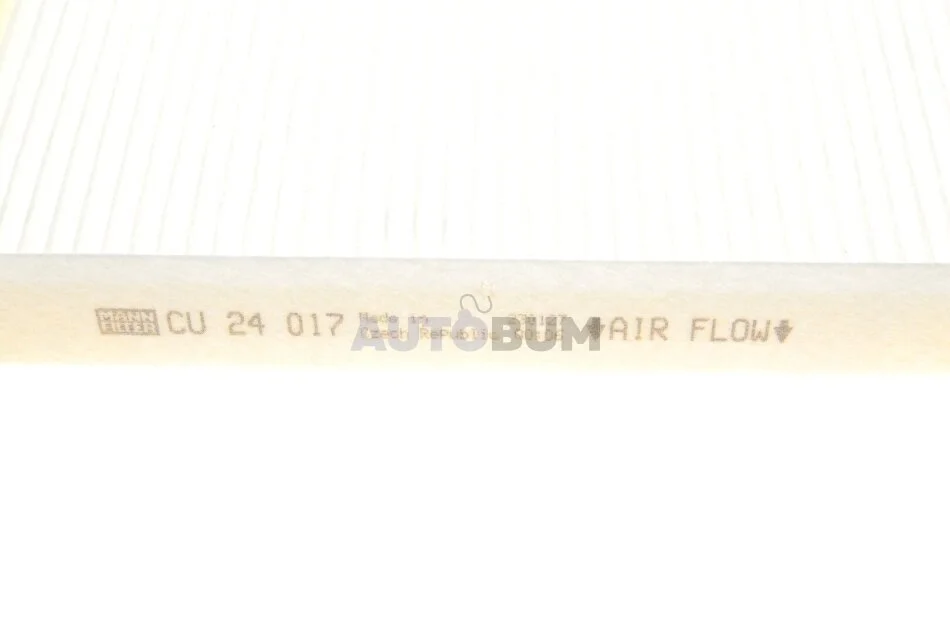 MANN
FILTER
CU 24 017
Made in
Czech Republic
AUTOBUM
AIR FLOW